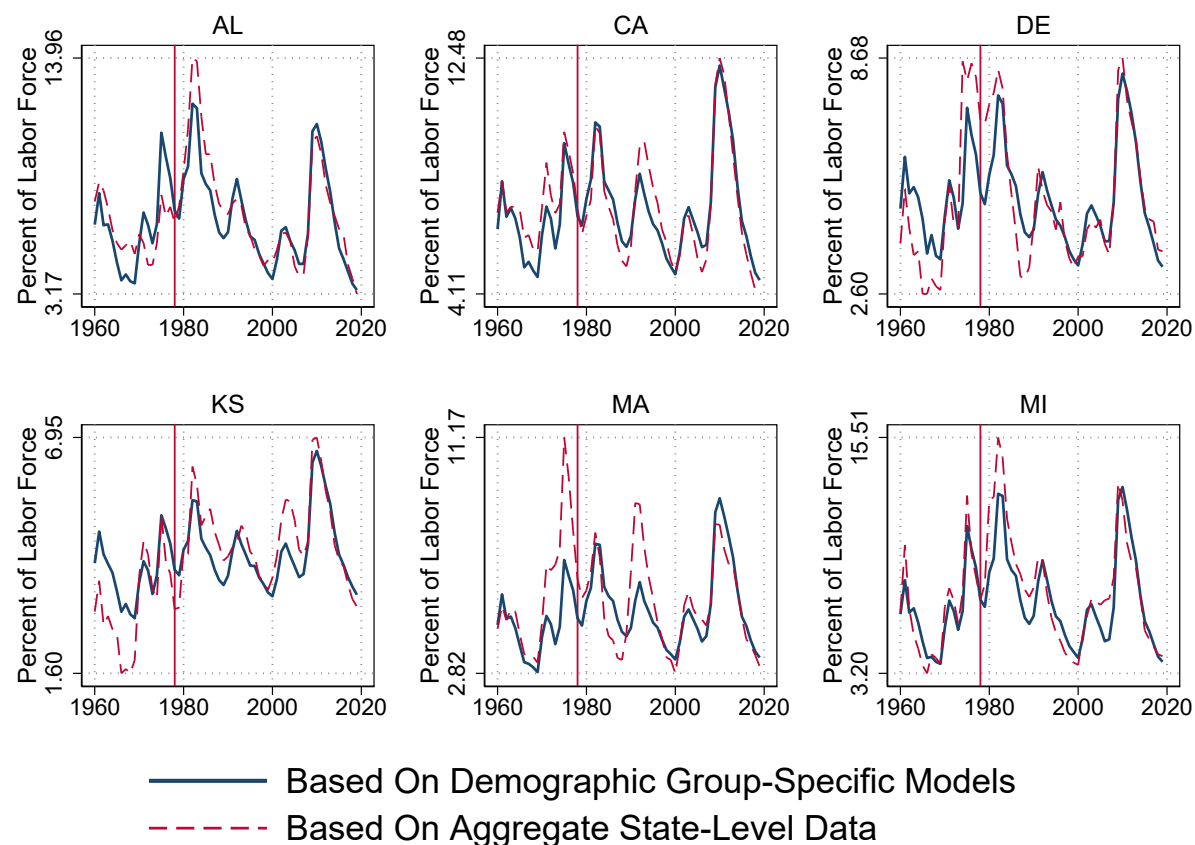 AL
CA
DE
Percent of Labor Force
13.96
3.17
1960 1980 2000 2020
Percent of Labor Force
12.48
4.11
1960 1980 2000 2020
Percent of Labor Force
8.68
2.60
1960 1980 2000 2020
KS
MA
MI
Percent of Labor Force
6.95
1.60
1960 1980 2000 2020
Percent of Labor Force
11.17
2.82
1960 1980 2000 2020
Percent of Labor Force
15.51
3.20
1960 1980 2000 2020
Based On Demographic Group-Specific Models
Based On Aggregate State-Level Data